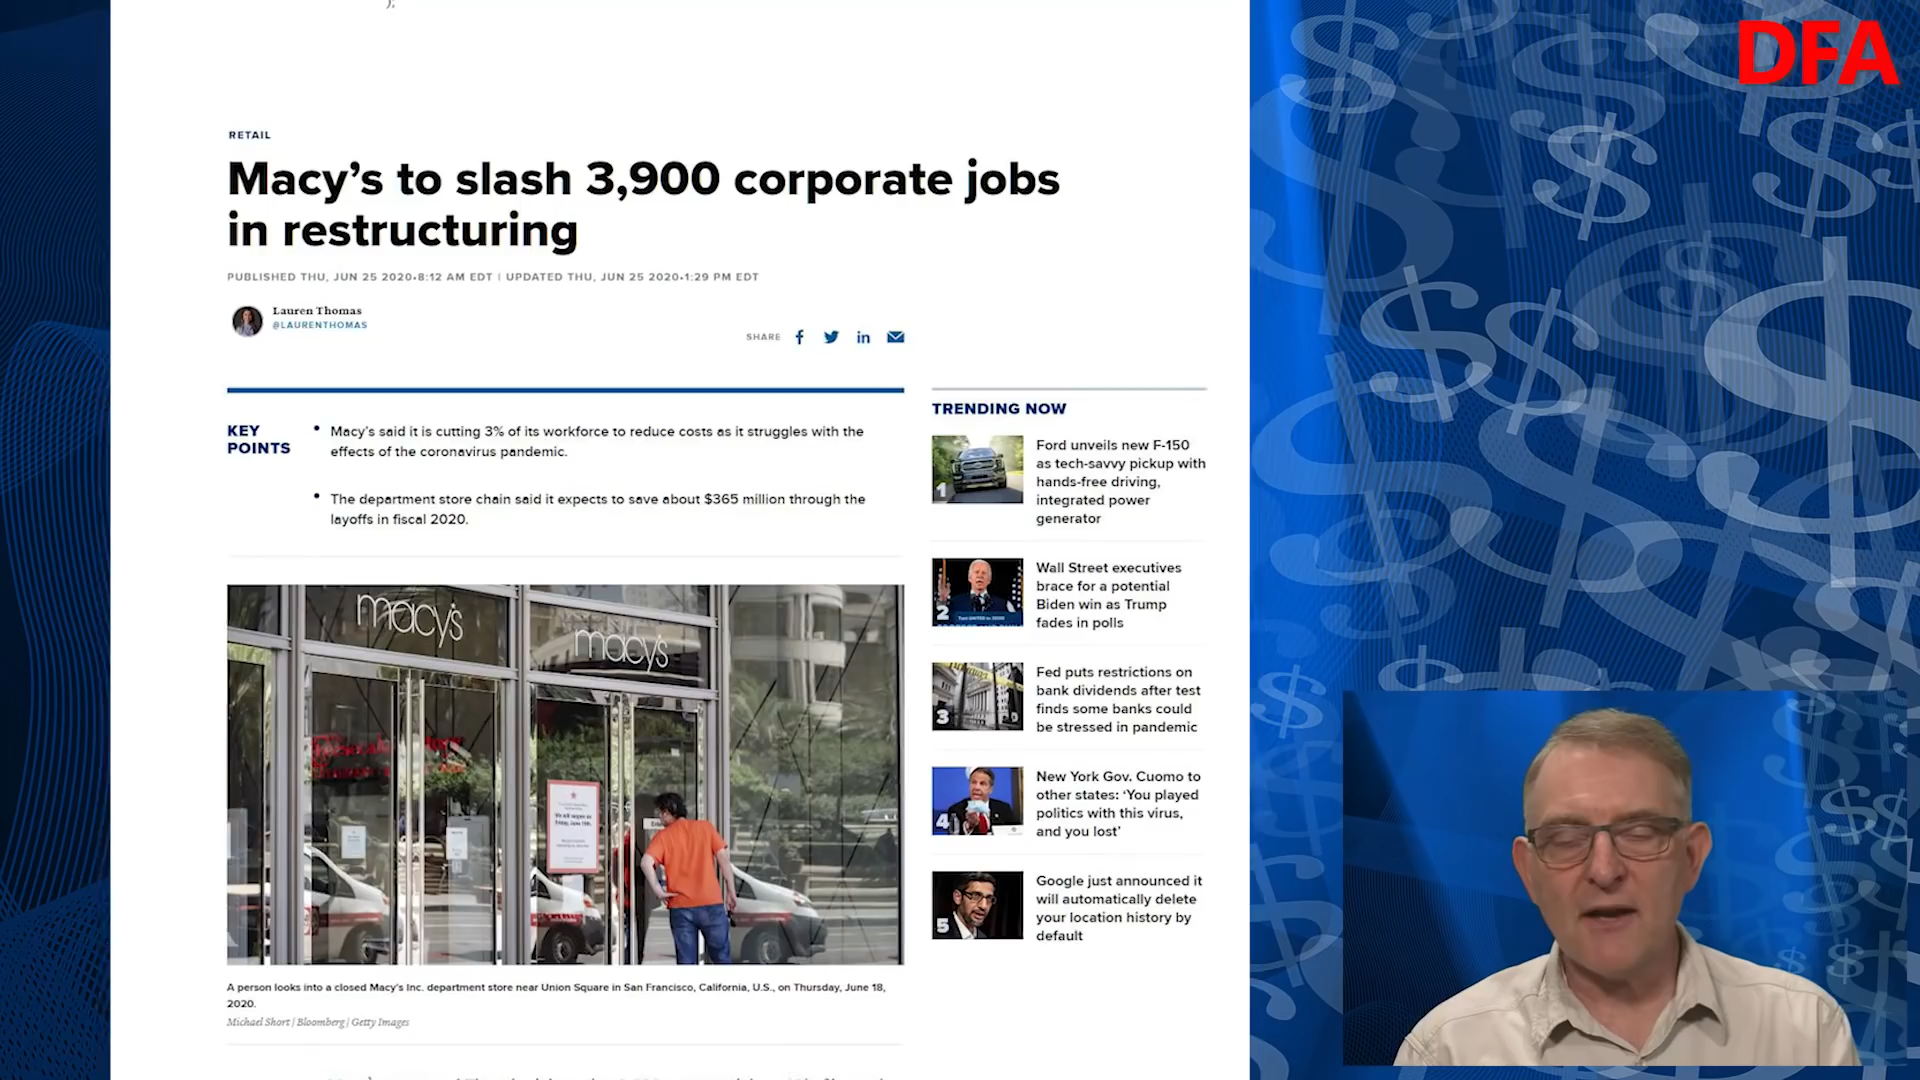 DFA
RETAIL
Macy’s to slash 3,900 corporate jobs
in restructuring
PUBLISHED THU, JUN 25 2020•8:12 AM EDT | UPDATED THU, JUN 25 2020•1:29 PM EDT
Lauren Thomas
@LAURENTHOMAS
SHARE
KEY
POINTS
• Macy’s said it is cutting 3% of its workforce to reduce costs as it struggles with the
effects of the coronavirus pandemic.
• The department store chain said it expects to save about $365 million through the
layoffs in fiscal 2020.
macy's
macy's
A person looks into a closed Macy’s Inc. department store near Union Square in San Francisco, California, U.S., on Thursday, June 18,
2020.
Michael Short | Bloomberg | Getty Images
TRENDING NOW
1
Ford unveils new F-150
as tech-savvy pickup with
hands-free driving,
integrated power
generator
2
Wall Street executives
brace for a potential
Biden win as Trump
fades in polls
3
Fed puts restrictions on
bank dividends after test
finds some banks could
be stressed in pandemic
4
New York Gov. Cuomo to
other states: ‘You played
politics with this virus,
and you lost’
5
Google just announced it
will automatically delete
your location history by
default